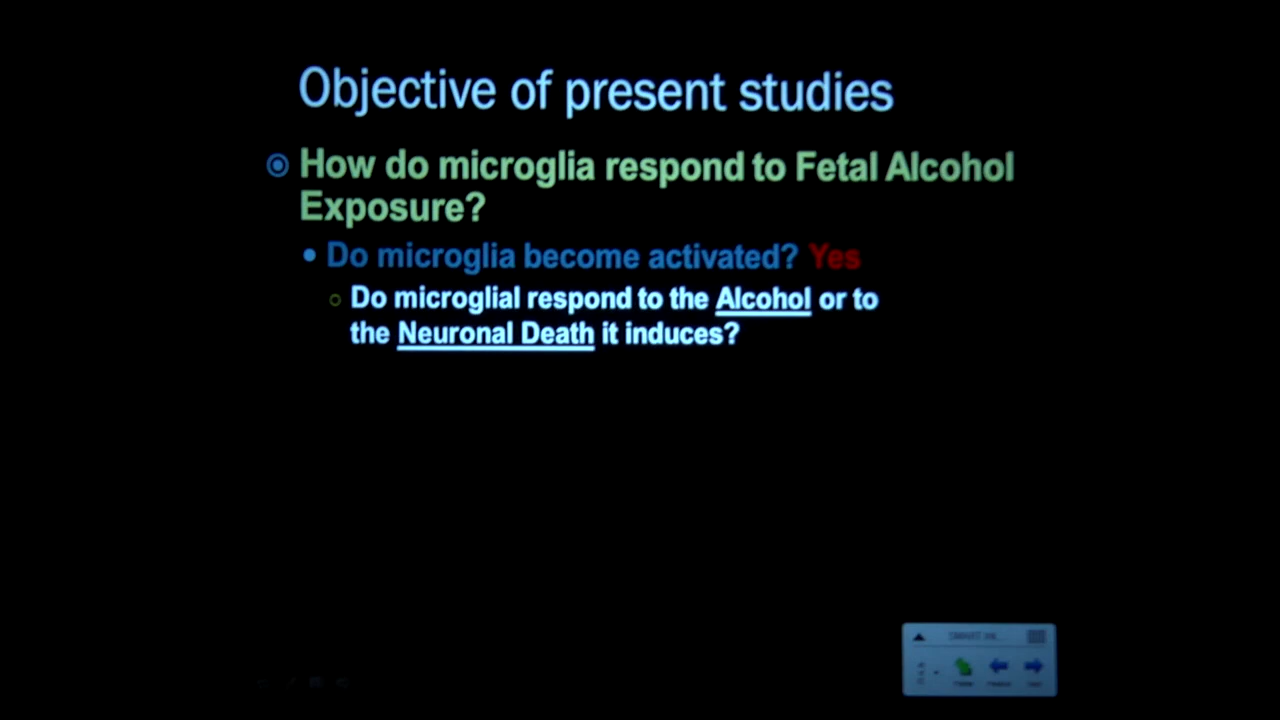 Objective of present studies
How do microglia respond to Fetal Alcohol
Exposure?
Do microglia become activated? Yes
Do microglial respond to the Alcohol or to
the Neuronal Death it induces?
SMART